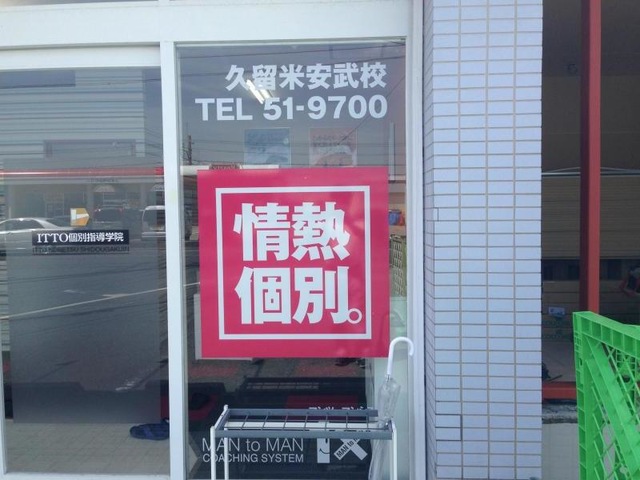 久留米安武校
TEL 51-9700
情熱
個別。
ITTO個別指導学院
MAN to MAN
COACHING SYSTEM